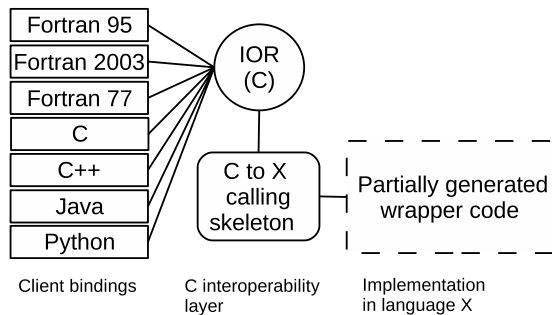 Fortran 95
Fortran 2003
Fortran 77
C
C++
Java
Python
IOR
(C)
C to X
calling
skeleton
Partially generated
wrapper code
Client bindings
C interoperability
layer
Implementation
in language X